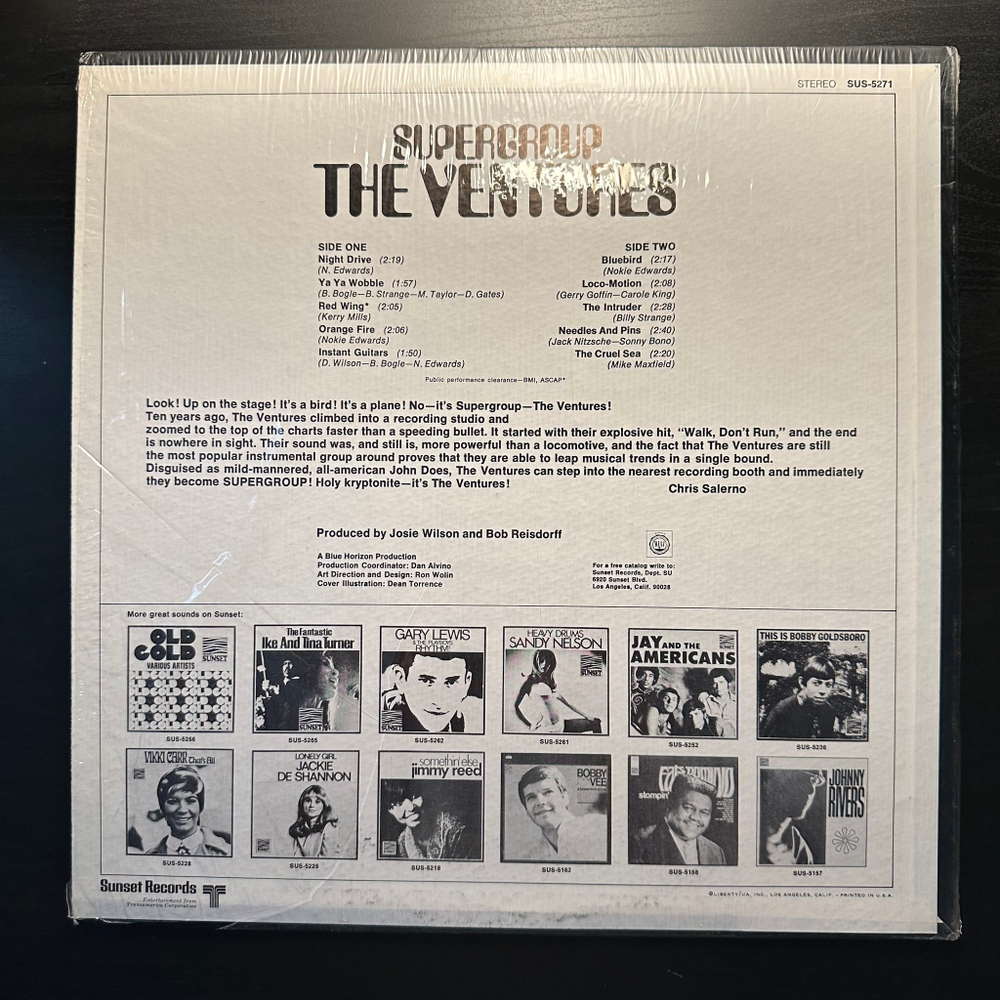 STEREO SUS-5271
SUPERGROUP
THE VENTURES
SIDE ONE
Night Drive (2:19)
(N. Edwards)
Ya Ya Wobble (1:57)
(B. Bogle—B. Strange—M. Taylor—D. Gates)
Red Wing* (2:05)
(Kerry Mills)
Orange Fire (2:06)
(Nokie Edwards)
Instant Guitars (1:50)
(D. Wilson—B. Bogle—N. Edwards)
SIDE TWO
Bluebird (2:17)
(Nokie Edwards)
Loco-Motion (2:08)
(Gerry Goffin—Carole King)
The Intruder (2:28)
(Billy Strange)
Needles And Pins (2:40)
(Jack Nitzsche—Sonny Bono)
The Cruel Sea (2:20)
(Mike Maxfield)
Public performance clearance—BMI, ASCAP*
Look! Up on the stage! It's a bird! It's a plane! No—it's Supergroup—The Ventures!
Ten years ago, The Ventures climbed into a recording studio and
zoomed to the top of the charts faster than a speeding bullet. It started with their explosive hit, "Walk, Don't Run," and the end
is nowhere in sight. Their sound was, and still is, more powerful than a locomotive, and the fact that The Ventures are still
the most popular instrumental group around proves that they are able to leap musical trends in a single bound.
Disguised as mild-mannered, all-american John Does, The Ventures can step into the nearest recording booth and immediately
they become SUPERGROUP! Holy kryptonite—it's The Ventures!
Chris Salerno
Produced by Josie Wilson and Bob Reisdorff
A Blue Horizon Production
Production Coordinator: Dan Alvino
Art Direction and Design: Ron Wolin
Cover Illustration: Dean Torrence
For a free catalog write to:
Sunset Records, Dept. SU
6920 Sunset Blvd.
Los Angeles, Calif. 90028
More great sounds on Sunset:
OLD
GOLD
VARIOUS ARTISTS
SUNSET
SUS-5266
The Fantastic
Ike And Tina Turner
SUNSET
SUS-5265
GARY LEWIS
& THE PLAYBOYS
RHYTHM!
SUNSET
SUS-5262
HEAVY DRUMS
SANDY NELSON
SUNSET
SUS-5261
JAY AND THE
AMERICANS
SUS-5252
THIS IS BOBBY GOLDSBORO
SUS-5236
VIKKI CARR That's All
SUS-5228
LONELY GIRL
JACKIE
DE SHANNON
SUS-5225
somethin' else
jimmy reed
SUS-5218
BOBBY
VEE
SUS-5162
FATS DOMINO
stompin'
SUS-5158
JOHNNY
RIVERS
SUS-5157
Sunset Records
Entertainment from
Transamerica Corporation
©LIBERTY/UA, INC., LOS ANGELES, CALIF. • PRINTED IN U.S.A.